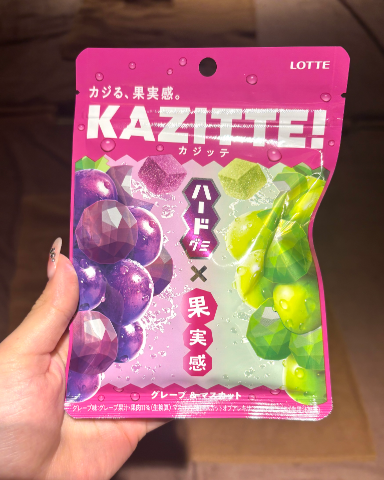 LOTTE
カジる、果実感。
KAZITTE!
カジッテ
ハード
グミ
×
果実感
グレープ&マスカット